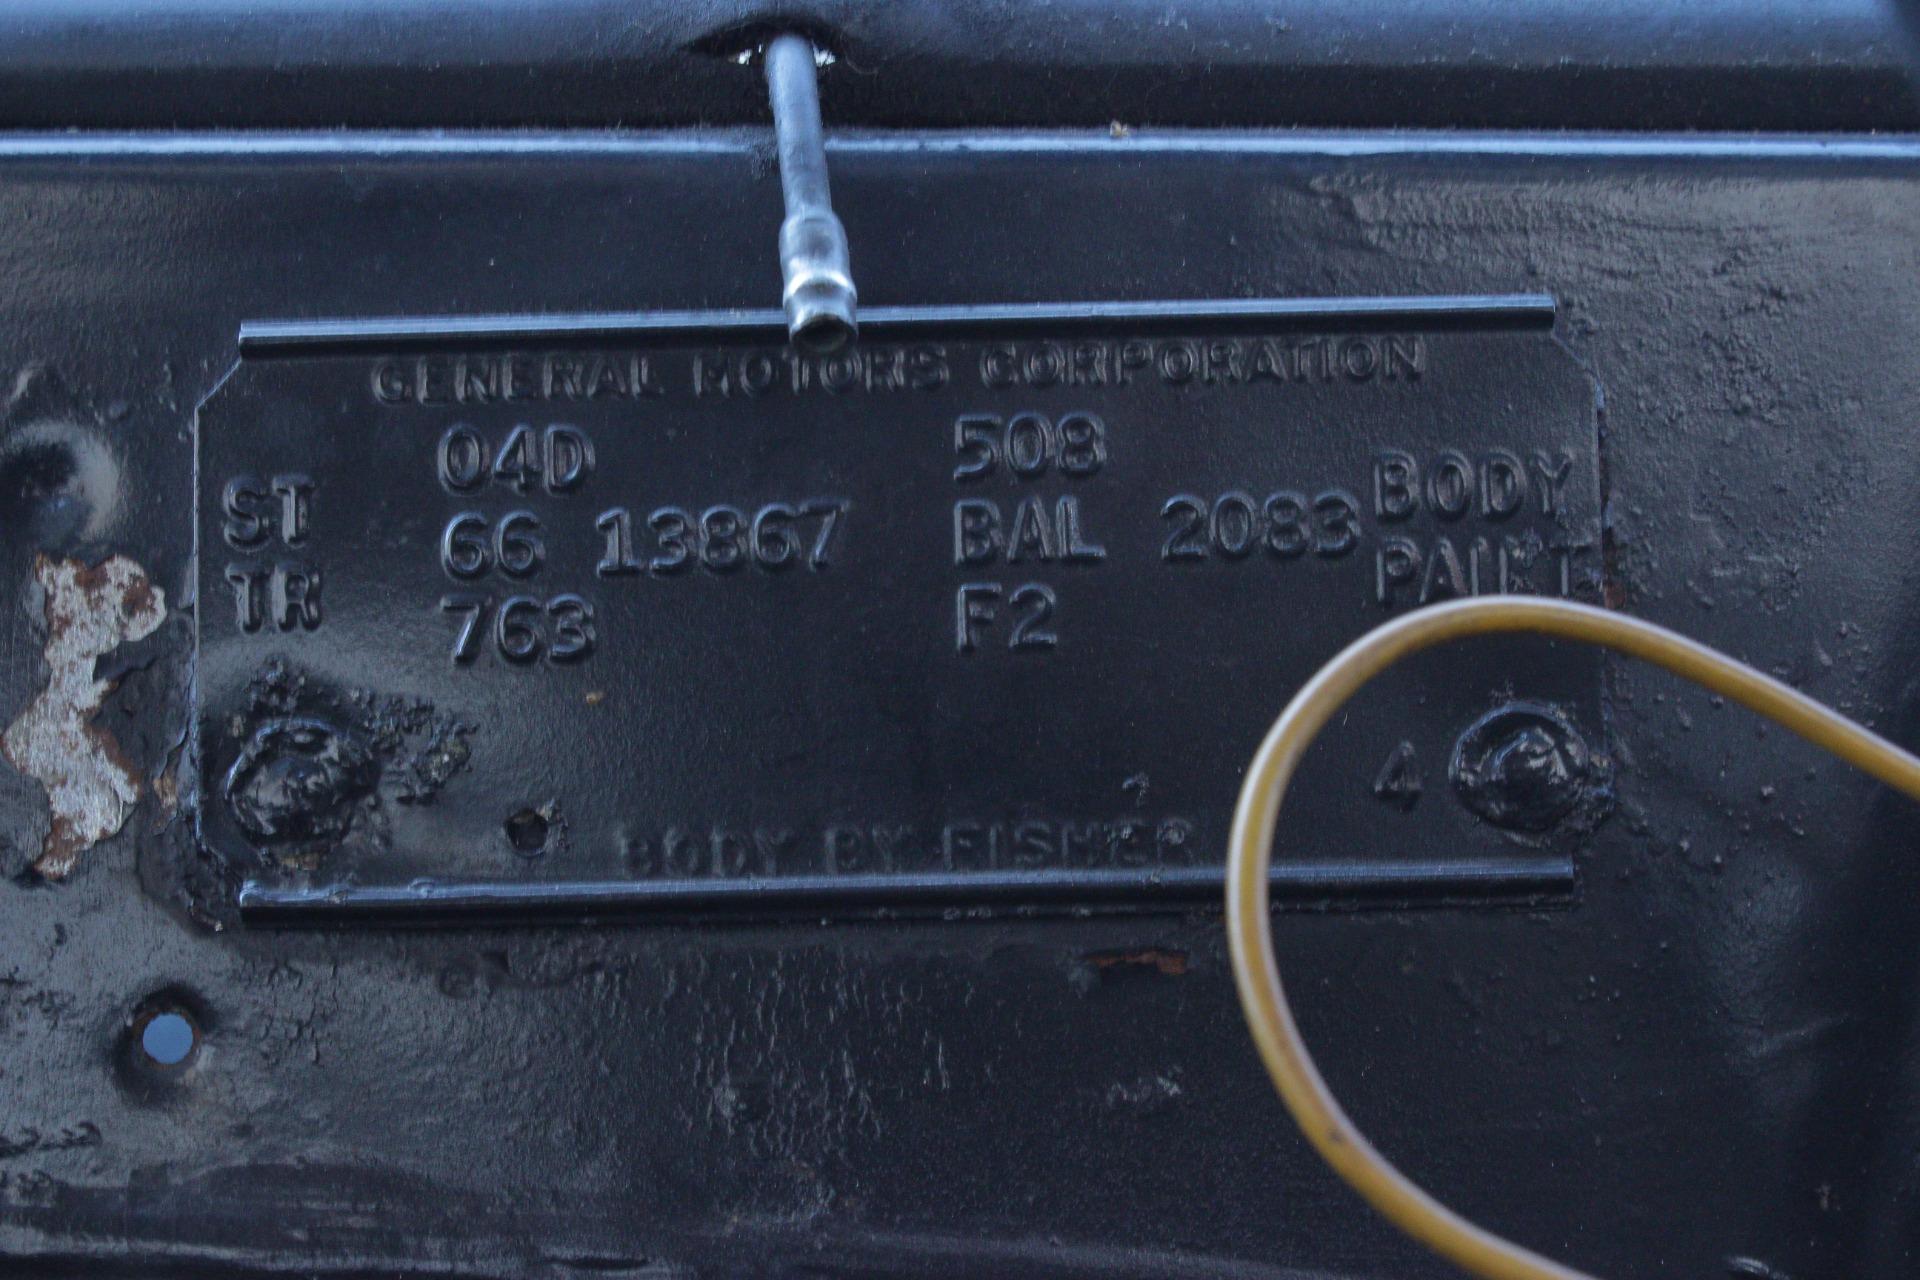 GENERAL MOTORS CORPORATION
04D 508
ST 66 13867 BAL 2083 BODY
TR 763 F2 PAINT
4
BODY BY FISHER